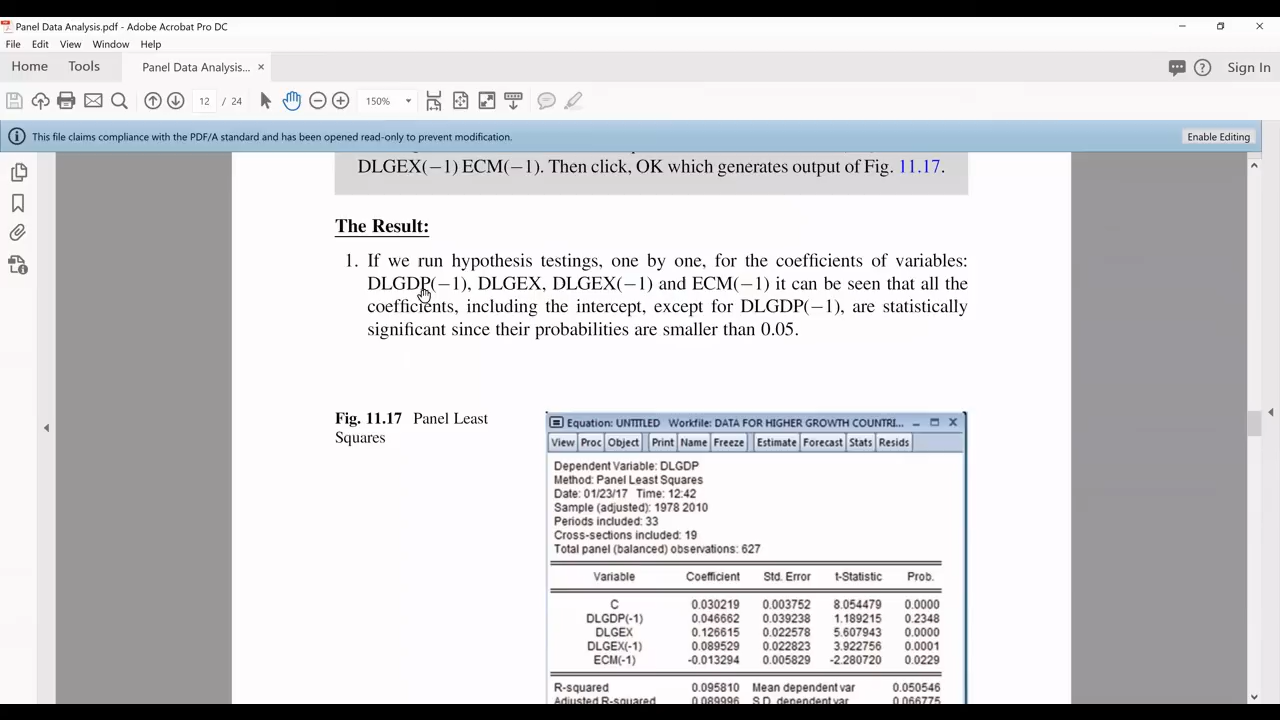 Panel Data Analysis.pdf - Adobe Acrobat Pro DC
File Edit View Window Help
Home Tools Panel Data Analysis... × Sign In
12 / 24 150%
This file claims compliance with the PDF/A standard and has been opened read-only to prevent modification. Enable Editing
DLGEX(−1) ECM(−1). Then click, OK which generates output of Fig. 11.17.
The Result:
1. If we run hypothesis testings, one by one, for the coefficients of variables:
DLGDP(−1), DLGEX, DLGEX(−1) and ECM(−1) it can be seen that all the
coefficients, including the intercept, except for DLGDP(−1), are statistically
significant since their probabilities are smaller than 0.05.
Fig. 11.17 Panel Least
Squares
Equation: UNTITLED Workfile: DATA FOR HIGHER GROWTH COUNTRI...
View Proc Object Print Name Freeze Estimate Forecast Stats Resids
Dependent Variable: DLGDP
Method: Panel Least Squares
Date: 01/23/17 Time: 12:42
Sample (adjusted): 1978 2010
Periods included: 33
Cross-sections included: 19
Total panel (balanced) observations: 627
Variable Coefficient Std. Error t-Statistic Prob.
C 0.030219 0.003752 8.054479 0.0000
DLGDP(-1) 0.046662 0.039238 1.189215 0.2348
DLGEX 0.126615 0.022578 5.607943 0.0000
DLGEX(-1) 0.089529 0.022823 3.922756 0.0001
ECM(-1) -0.013294 0.005829 -2.280720 0.0229
R-squared 0.095810 Mean dependent var 0.050546
Adjusted R-squared 0.089996 S.D. dependent var 0.066775